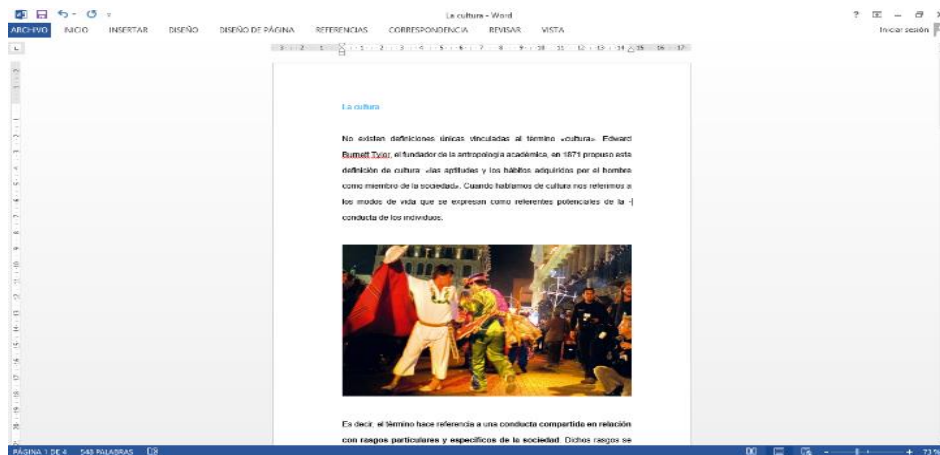 La cultura - Word
ARCHIVO INICIO INSERTAR DISEÑO DISEÑO DE PÁGINA REFERENCIAS CORRESPONDENCIA REVISAR VISTA Iniciar sesión
La cultura
No existen definiciones únicas vinculadas al término «cultura». Edward
Burnett Tylor, el fundador de la antropología académica, en 1871 propuso esta
definición de cultura «las aptitudes y los hábitos adquiridos por el hombre
como miembro de la sociedad». Cuando hablamos de cultura nos referimos a
los modos de vida que se expresan como referentes potenciales de la
conducta de los individuos.
Es decir, el término hace referencia a una conducta compartida en relación
con rasgos particulares y específicos de la sociedad. Dichos rasgos se
PÁGINA 1 DE 4 548 PALABRAS 73%